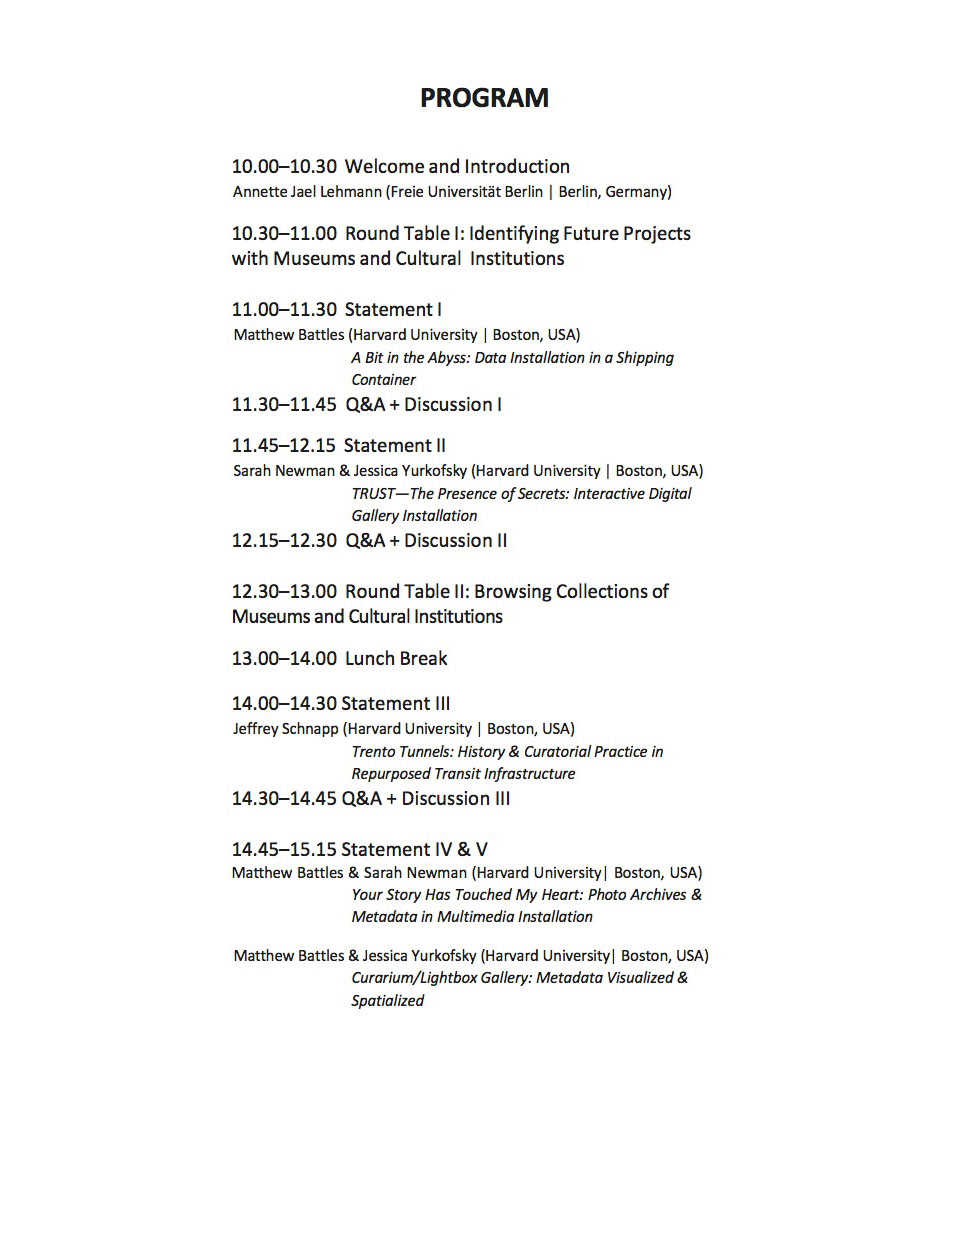 PROGRAM
10.00–10.30 Welcome and Introduction
Annette Jael Lehmann (Freie Universität Berlin | Berlin, Germany)
10.30–11.00 Round Table I: Identifying Future Projects
with Museums and Cultural Institutions
11.00–11.30 Statement I
Matthew Battles (Harvard University | Boston, USA)
A Bit in the Abyss: Data Installation in a Shipping
Container
11.30–11.45 Q&A + Discussion I
11.45–12.15 Statement II
Sarah Newman & Jessica Yurkofsky (Harvard University | Boston, USA)
TRUST—The Presence of Secrets: Interactive Digital
Gallery Installation
12.15–12.30 Q&A + Discussion II
12.30–13.00 Round Table II: Browsing Collections of
Museums and Cultural Institutions
13.00–14.00 Lunch Break
14.00–14.30 Statement III
Jeffrey Schnapp (Harvard University | Boston, USA)
Trento Tunnels: History & Curatorial Practice in
Repurposed Transit Infrastructure
14.30–14.45 Q&A + Discussion III
14.45–15.15 Statement IV & V
Matthew Battles & Sarah Newman (Harvard University| Boston, USA)
Your Story Has Touched My Heart: Photo Archives &
Metadata in Multimedia Installation
Matthew Battles & Jessica Yurkofsky (Harvard University| Boston, USA)
Curarium/Lightbox Gallery: Metadata Visualized &
Spatialized